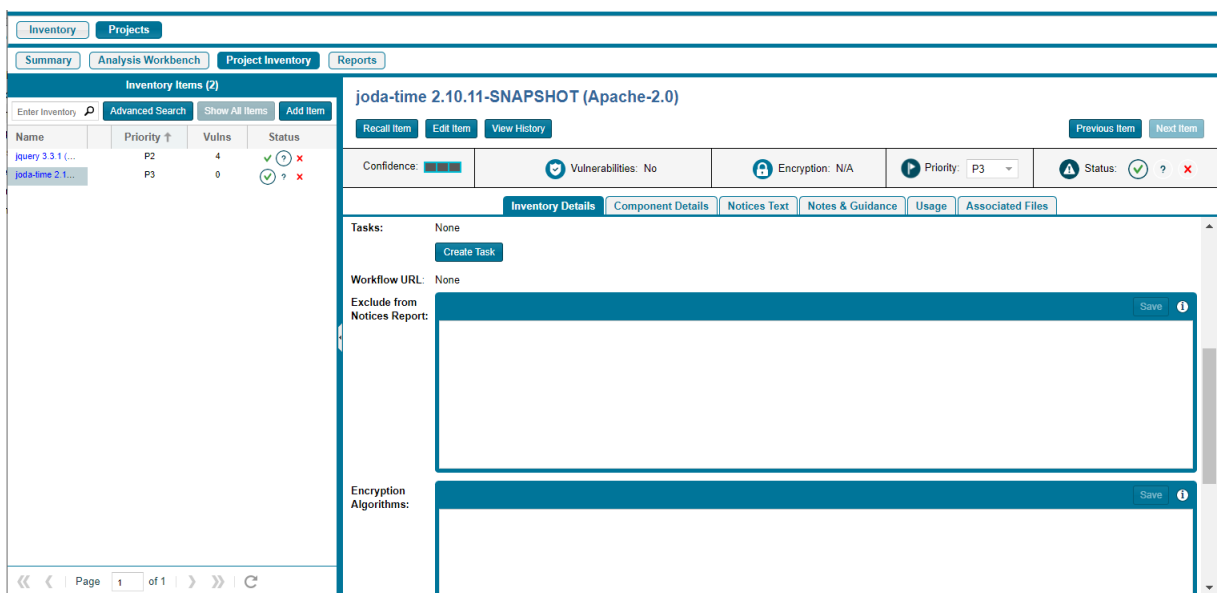 Inventory Projects
Summary Analysis Workbench Project Inventory Reports
Inventory Items (2)
Enter Inventory Advanced Search Show All Items Add Item
Name Priority Vulns Status
jquery 3.3.1 (... P2 4 ?
joda-time 2.1... P3 0 ?
Page 1 of 1
joda-time 2.10.11-SNAPSHOT (Apache-2.0)
Recall Item Edit Item View History Previous Item Next Item
Confidence: Vulnerabilities: No Encryption: N/A Priority: P3 Status: ?
Inventory Details Component Details Notices Text Notes & Guidance Usage Associated Files
Tasks: None
Create Task
Workflow URL: None
Exclude from
Notices Report:
Save i
Encryption
Algorithms:
Save i